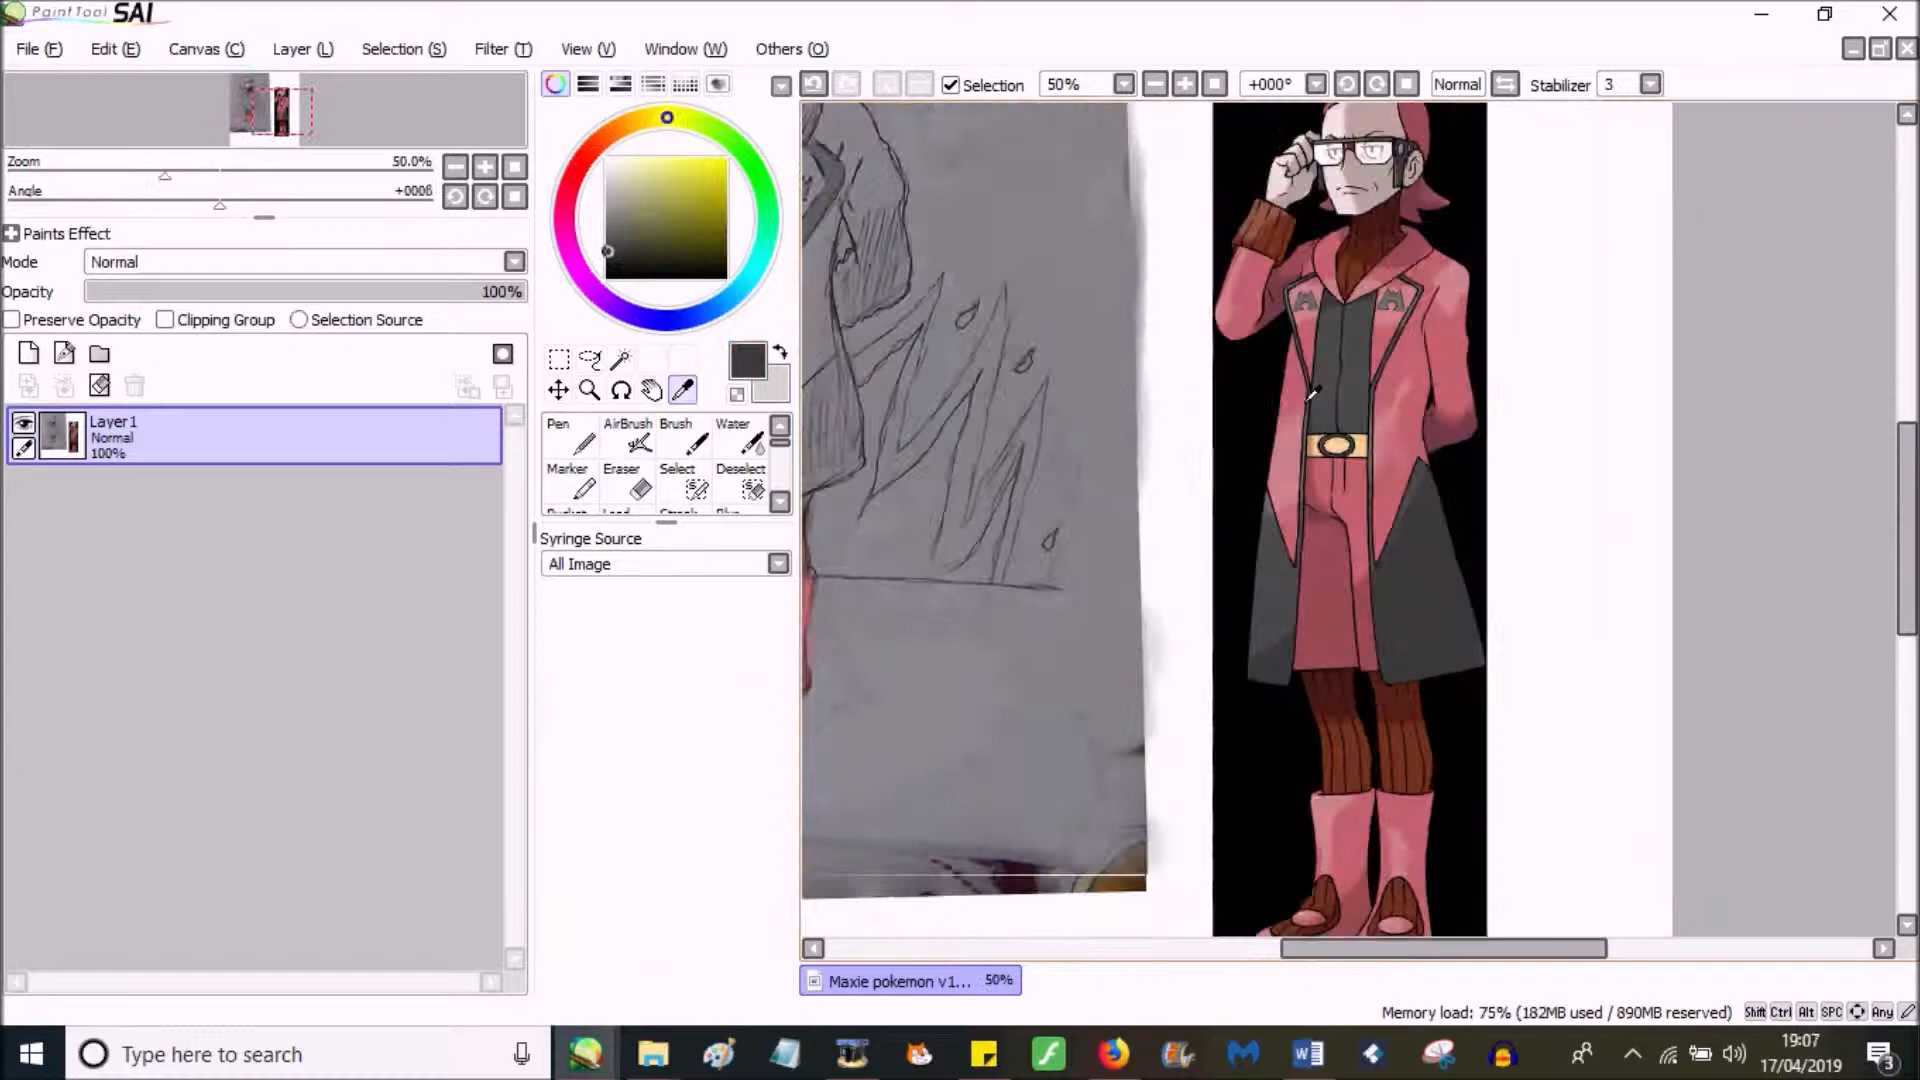 PaintTool SAI
File (F) Edit (E) Canvas (C) Layer (L) Selection (S) Filter (T) View (V) Window (W) Others (O)
Selection 50% +000° Normal Stabilizer 3
Zoom 50.0%
Angle +000ß
Paints Effect
Mode Normal
Opacity 100%
Preserve Opacity Clipping Group Selection Source
Layer1
Normal
100%
Pen AirBrush Brush Water
Marker Eraser Select Deselect
Syringe Source
All Image
Maxie pokemon v1... 50%
Memory load: 75% (182MB used / 890MB reserved) Shift Ctrl Alt SPC Any
Type here to search
19:07
17/04/2019
3